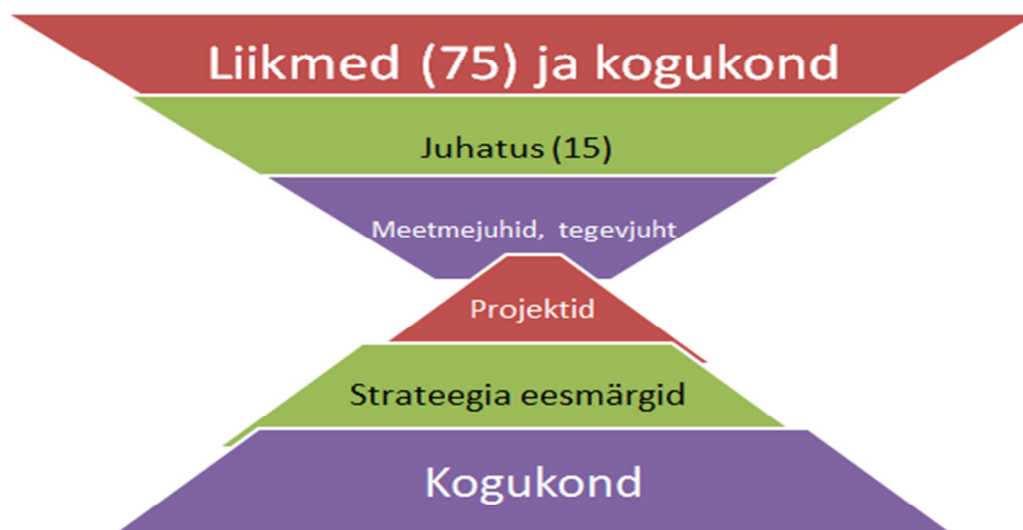 Liikmed (75) ja kogukond
Juhatus (15)
Meetmejuhid, tegevjuht
Projektid
Strateegia eesmärgid
Kogukond